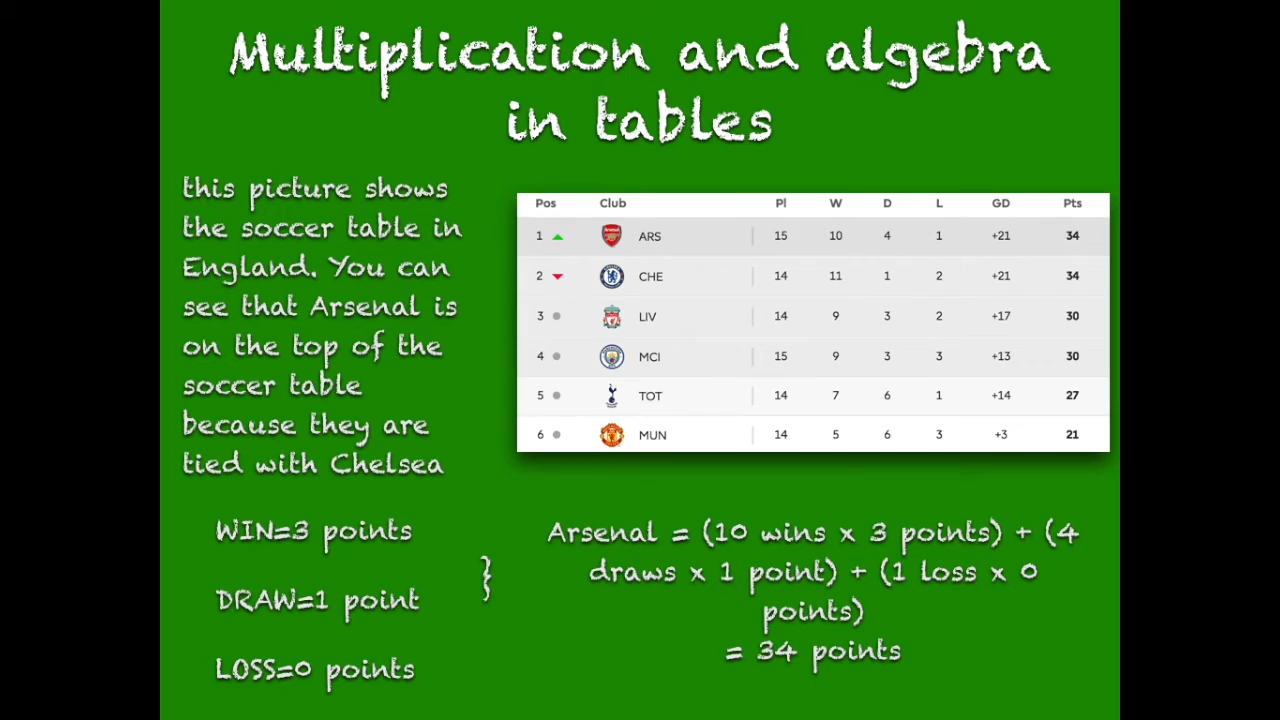 Multiplication and algebra
in tables
this picture shows
the soccer table in
England. You can
see that Arsenal is
on the top of the
soccer table
because they are
tied with Chelsea
Pos Club Pl W D L GD Pts
1 ARS 15 10 4 1 +21 34
2 CHE 14 11 1 2 +21 34
3 LIV 14 9 3 2 +17 30
4 MCI 15 9 3 3 +13 30
5 TOT 14 7 6 1 +14 27
6 MUN 14 5 6 3 +3 21
WIN=3 points
DRAW=1 point
LOSS=0 points
}
Arsenal = (10 wins x 3 points) + (4
draws x 1 point) + (1 loss x 0
points)
= 34 points